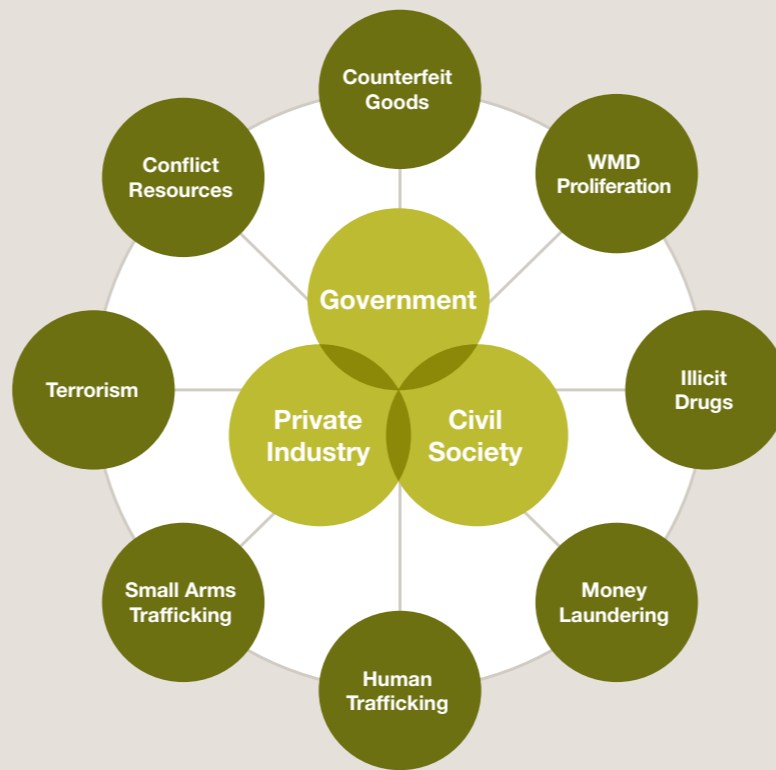 Counterfeit
Goods
WMD
Proliferation
Conflict
Resources
Government
Terrorism
Illicit
Drugs
Private
Industry
Civil
Society
Small Arms
Trafficking
Money
Laundering
Human
Trafficking